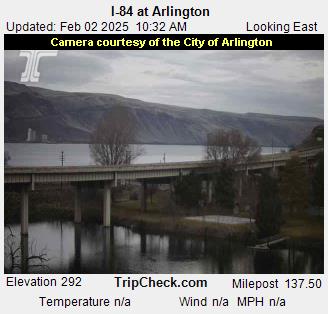 I-84 at Arlington
Updated: Feb 02 2025 10:32 AM Looking East
Camera courtesy of the City of Arlington
Elevation 292 TripCheck.com Milepost 137.50
Temperature n/a Wind n/a MPH n/a